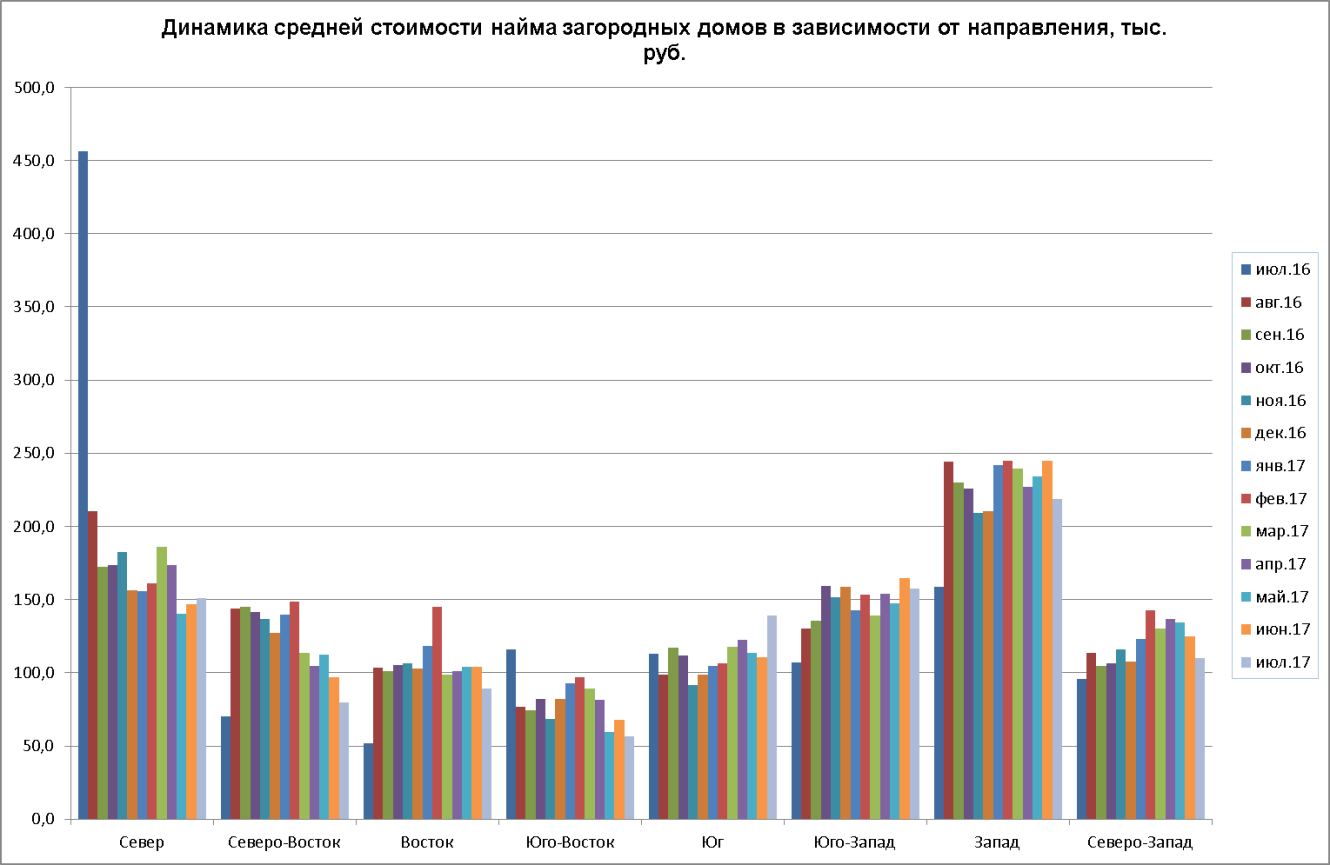 Динамика средней стоимости найма загородных домов в зависимости от направления, тыс.
руб.
500,0
450,0
400,0
350,0
300,0
250,0
200,0
150,0
100,0
50,0
0,0
Север Северо-Восток Восток Юго-Восток Юг Юго-Запад Запад Северо-Запад
июл.16
авг.16
сен.16
окт.16
ноя.16
дек.16
янв.17
фев.17
мар.17
апр.17
май.17
июн.17
июл.17